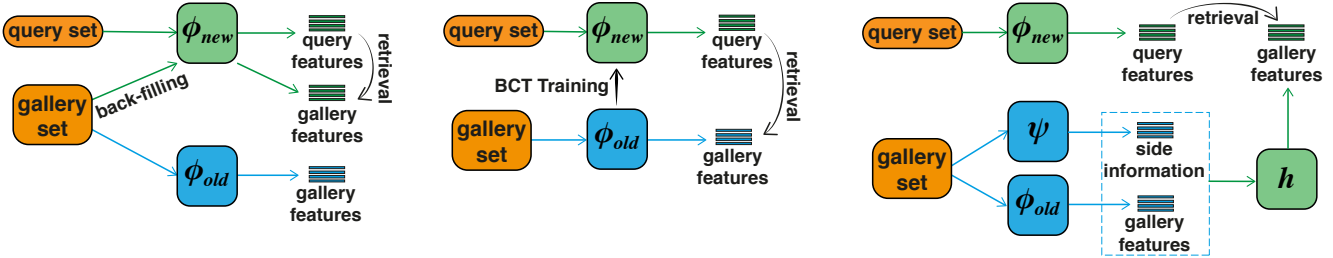 query set
ϕnew
query
features
retrieval
back-filling
gallery
set
gallery
features
ϕold
gallery
features
query set
ϕnew
query
features
retrieval
BCT Training
gallery
set
ϕold
gallery
features
query set
ϕnew
query
features
retrieval
gallery
features
gallery
set
ψ
side
information
ϕold
gallery
features
h